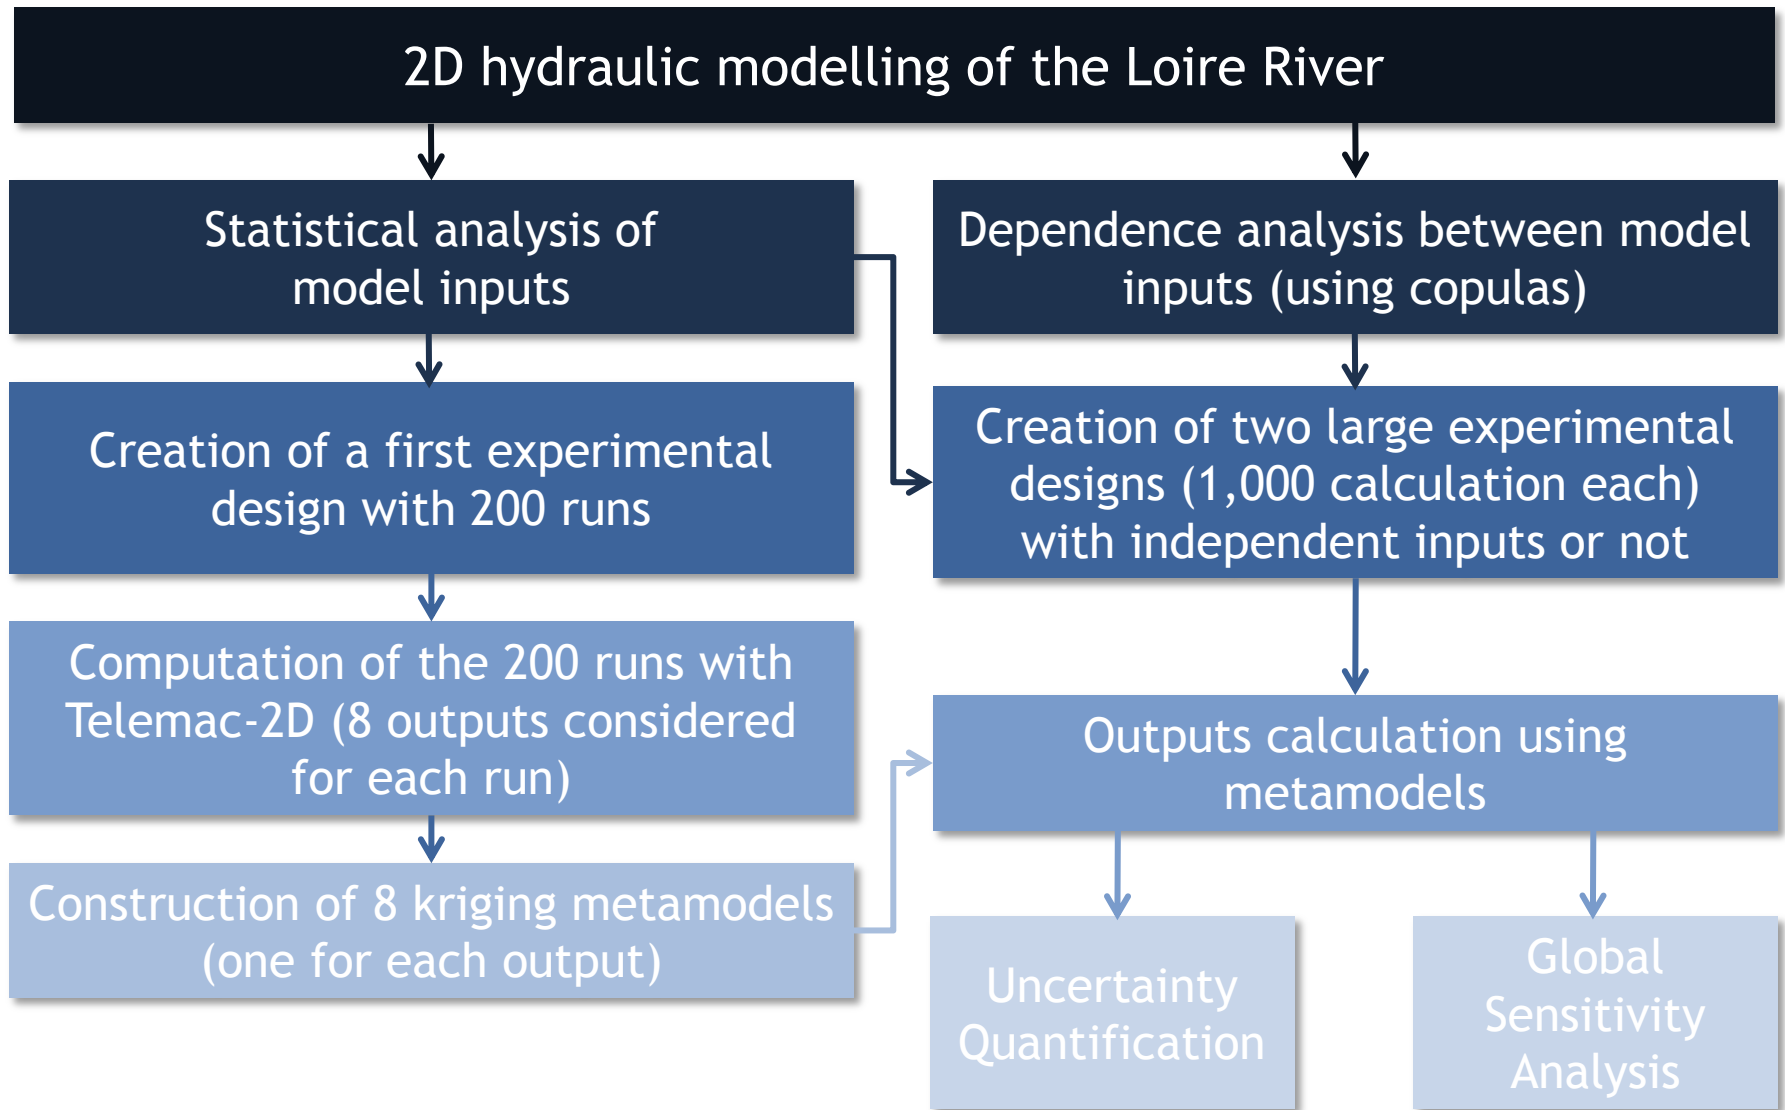 2D hydraulic modelling of the Loire River
Statistical analysis of
model inputs
Dependence analysis between model
inputs (using copulas)
Creation of a first experimental
design with 200 runs
Creation of two large experimental
designs (1,000 calculation each)
with independent inputs or not
Computation of the 200 runs with
Telemac-2D (8 outputs considered
for each run)
Outputs calculation using
metamodels
Construction of 8 kriging metamodels
(one for each output)
Uncertainty
Quantification
Global
Sensitivity
Analysis